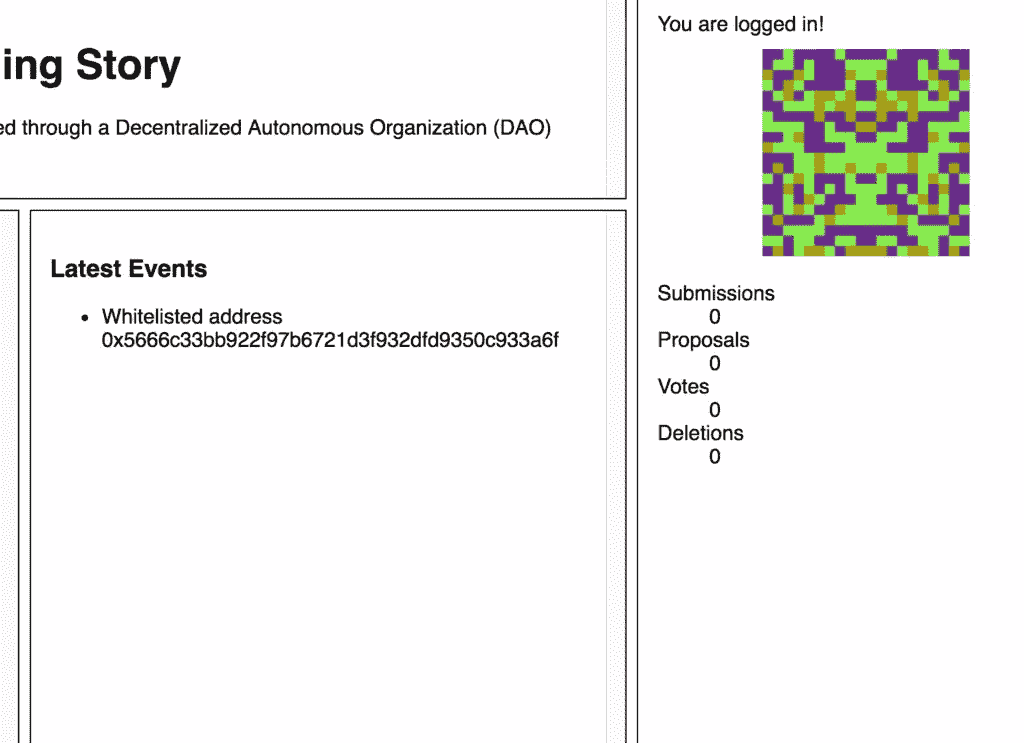 ing Story
ed through a Decentralized Autonomous Organization (DAO)
Latest Events
Whitelisted address
0x5666c33bb922f97b6721d3f932dfd9350c933a6f
You are logged in!
Submissions
0
Proposals
0
Votes
0
Deletions
0